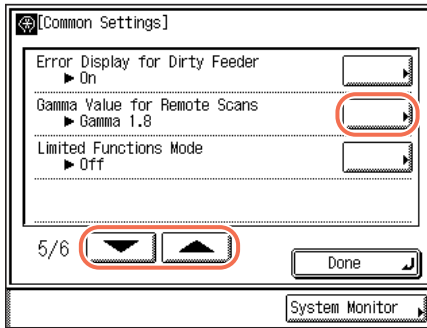 [Common Settings]
Error Display for Dirty Feeder
▶ On
Gamma Value for Remote Scans
▶ Gamma 1.8
Limited Functions Mode
▶ Off
5/6
Done
System Monitor